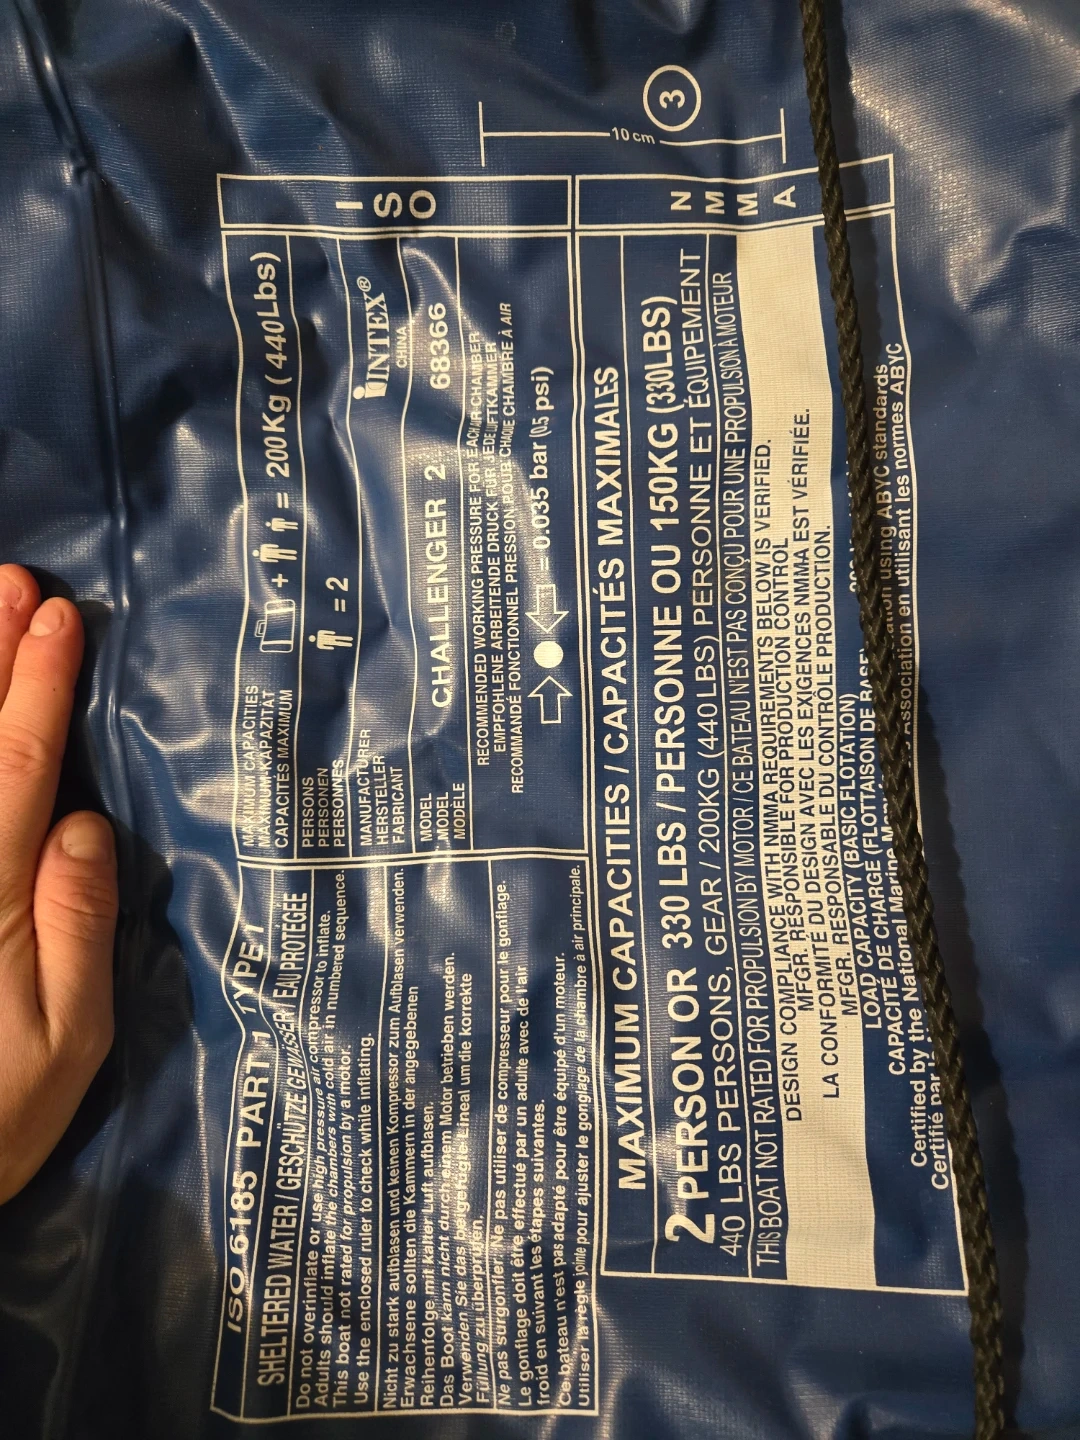 ISO 6185 PART 1 TYPE I
SHELTERED WATER / GESCHÜTZE GEWÄSSER / EAU PROTÉGÉE
Do not overinflate or use high pressure air compressor to inflate.
Adults should inflate the chambers with cold air in numbered sequence.
This boat not rated for propulsion by a motor.
Use the enclosed ruler to check while inflating.
Nicht zu stark aufblasen und keinen Kompressor zum Aufblasen verwenden.
Erwachsene sollten die Kammern in der angegebenen
Reihenfolge mit kalter Luft aufblasen.
Das Boot kann nicht durch einem Motor betrieben werden.
Verwenden Sie das beigefügte Lineal um die korrekte
Füllung zu überprüfen.
Ne pas surgonfler. Ne pas utiliser de compresseur pour le gonflage.
Le gonflage doit être effectué par un adulte avec de l'air
froid en suivant les étapes suivantes.
Ce bateau n'est pas adapté pour être équipé d'un moteur.
Utiliser la règle jointe pour ajuster le gonglage de la chambre à air principale.
MAXIMUM CAPACITIES
MAXIMUM KAPAZITÄT
CAPACITÉS MAXIMUM
+ = 200Kg ( 440Lbs)
PERSONS
PERSONEN
PERSONNES
= 2
MANUFACTURER
HERSTELLER
FABRICANT
INTEX®
CHINA
MODEL
MODEL
MODÈLE
CHALLENGER 2 68366
RECOMMENDED WORKING PRESSURE FOR EACH AIR CHAMBER
EMPFOHLENE ARBEITENDE DRUCK FÜR JEDE LUFTKAMMER
RECOMMANDÉ FONCTIONNEL PRESSION POUR CHAQUE CHAMBRE À AIR
= 0.035 bar (0.5 psi)
ISO
MAXIMUM CAPACITIES / CAPACITÉS MAXIMALES
2 PERSON OR 330 LBS / PERSONNE OU 150KG (330LBS)
440 LBS PERSONS, GEAR / 200KG (440 LBS) PERSONNE ET ÉQUIPEMENT
THIS BOAT NOT RATED FOR PROPULSION BY MOTOR / CE BATEAU N'EST PAS CONÇU POUR UNE PROPULSION A MOTEUR
DESIGN COMPLIANCE WITH NMMA REQUIREMENTS BELOW IS VERIFIED.
MFGR. RESPONSIBLE FOR PRODUCTION CONTROL
LA CONFORMITÉ DU DESIGN AVEC LES EXIGENCES NMMA EST VÉRIFIÉE.
MFGR. RESPONSABLE DU CONTRÔLE PRODUCTION.
LOAD CAPACITY (BASIC FLOTATION)
CAPACITÉ DE CHARGE (FLOTTAISON DE BASE)
Certified by the National Marine using ABYC standards
Certifié par Association en utilisant les normes ABYC
NMMA
10 cm
3